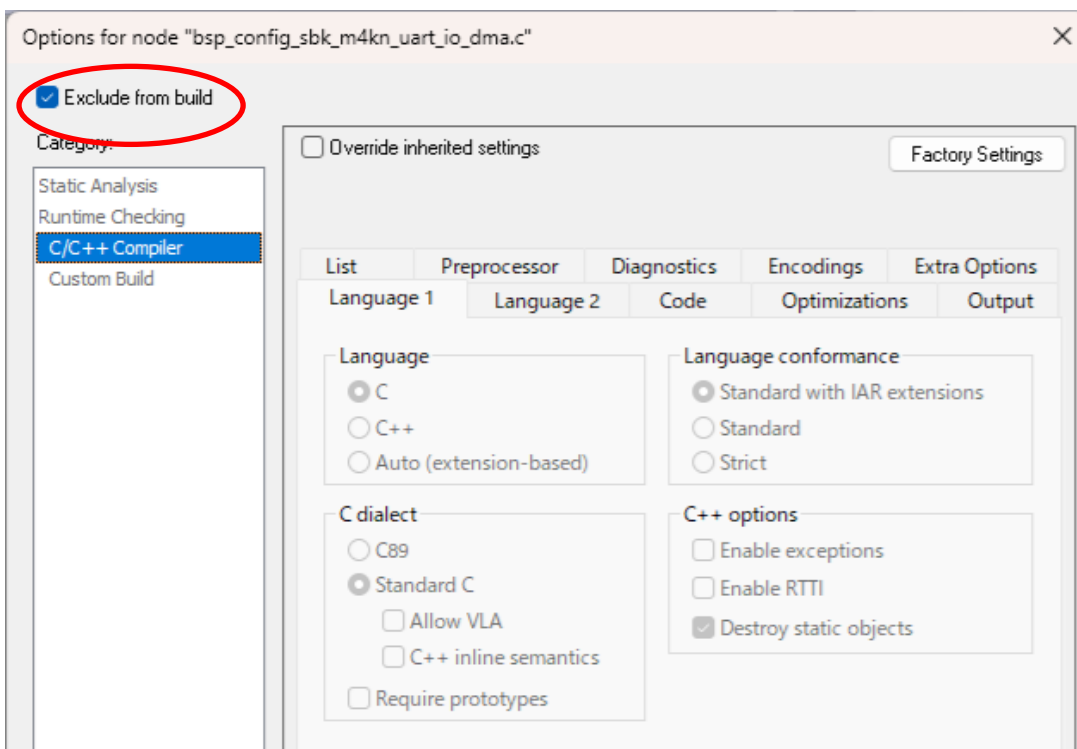 Options for node "bsp_config_sbk_m4kn_uart_io_dma.c"
Exclude from build
Category:
Static Analysis
Runtime Checking
C/C++ Compiler
Custom Build
Override inherited settings
Factory Settings
List Preprocessor Diagnostics Encodings Extra Options
Language 1 Language 2 Code Optimizations Output
Language
C
C++
Auto (extension-based)
Language conformance
Standard with IAR extensions
Standard
Strict
C dialect
C89
Standard C
Allow VLA
C++ inline semantics
Require prototypes
C++ options
Enable exceptions
Enable RTTI
Destroy static objects